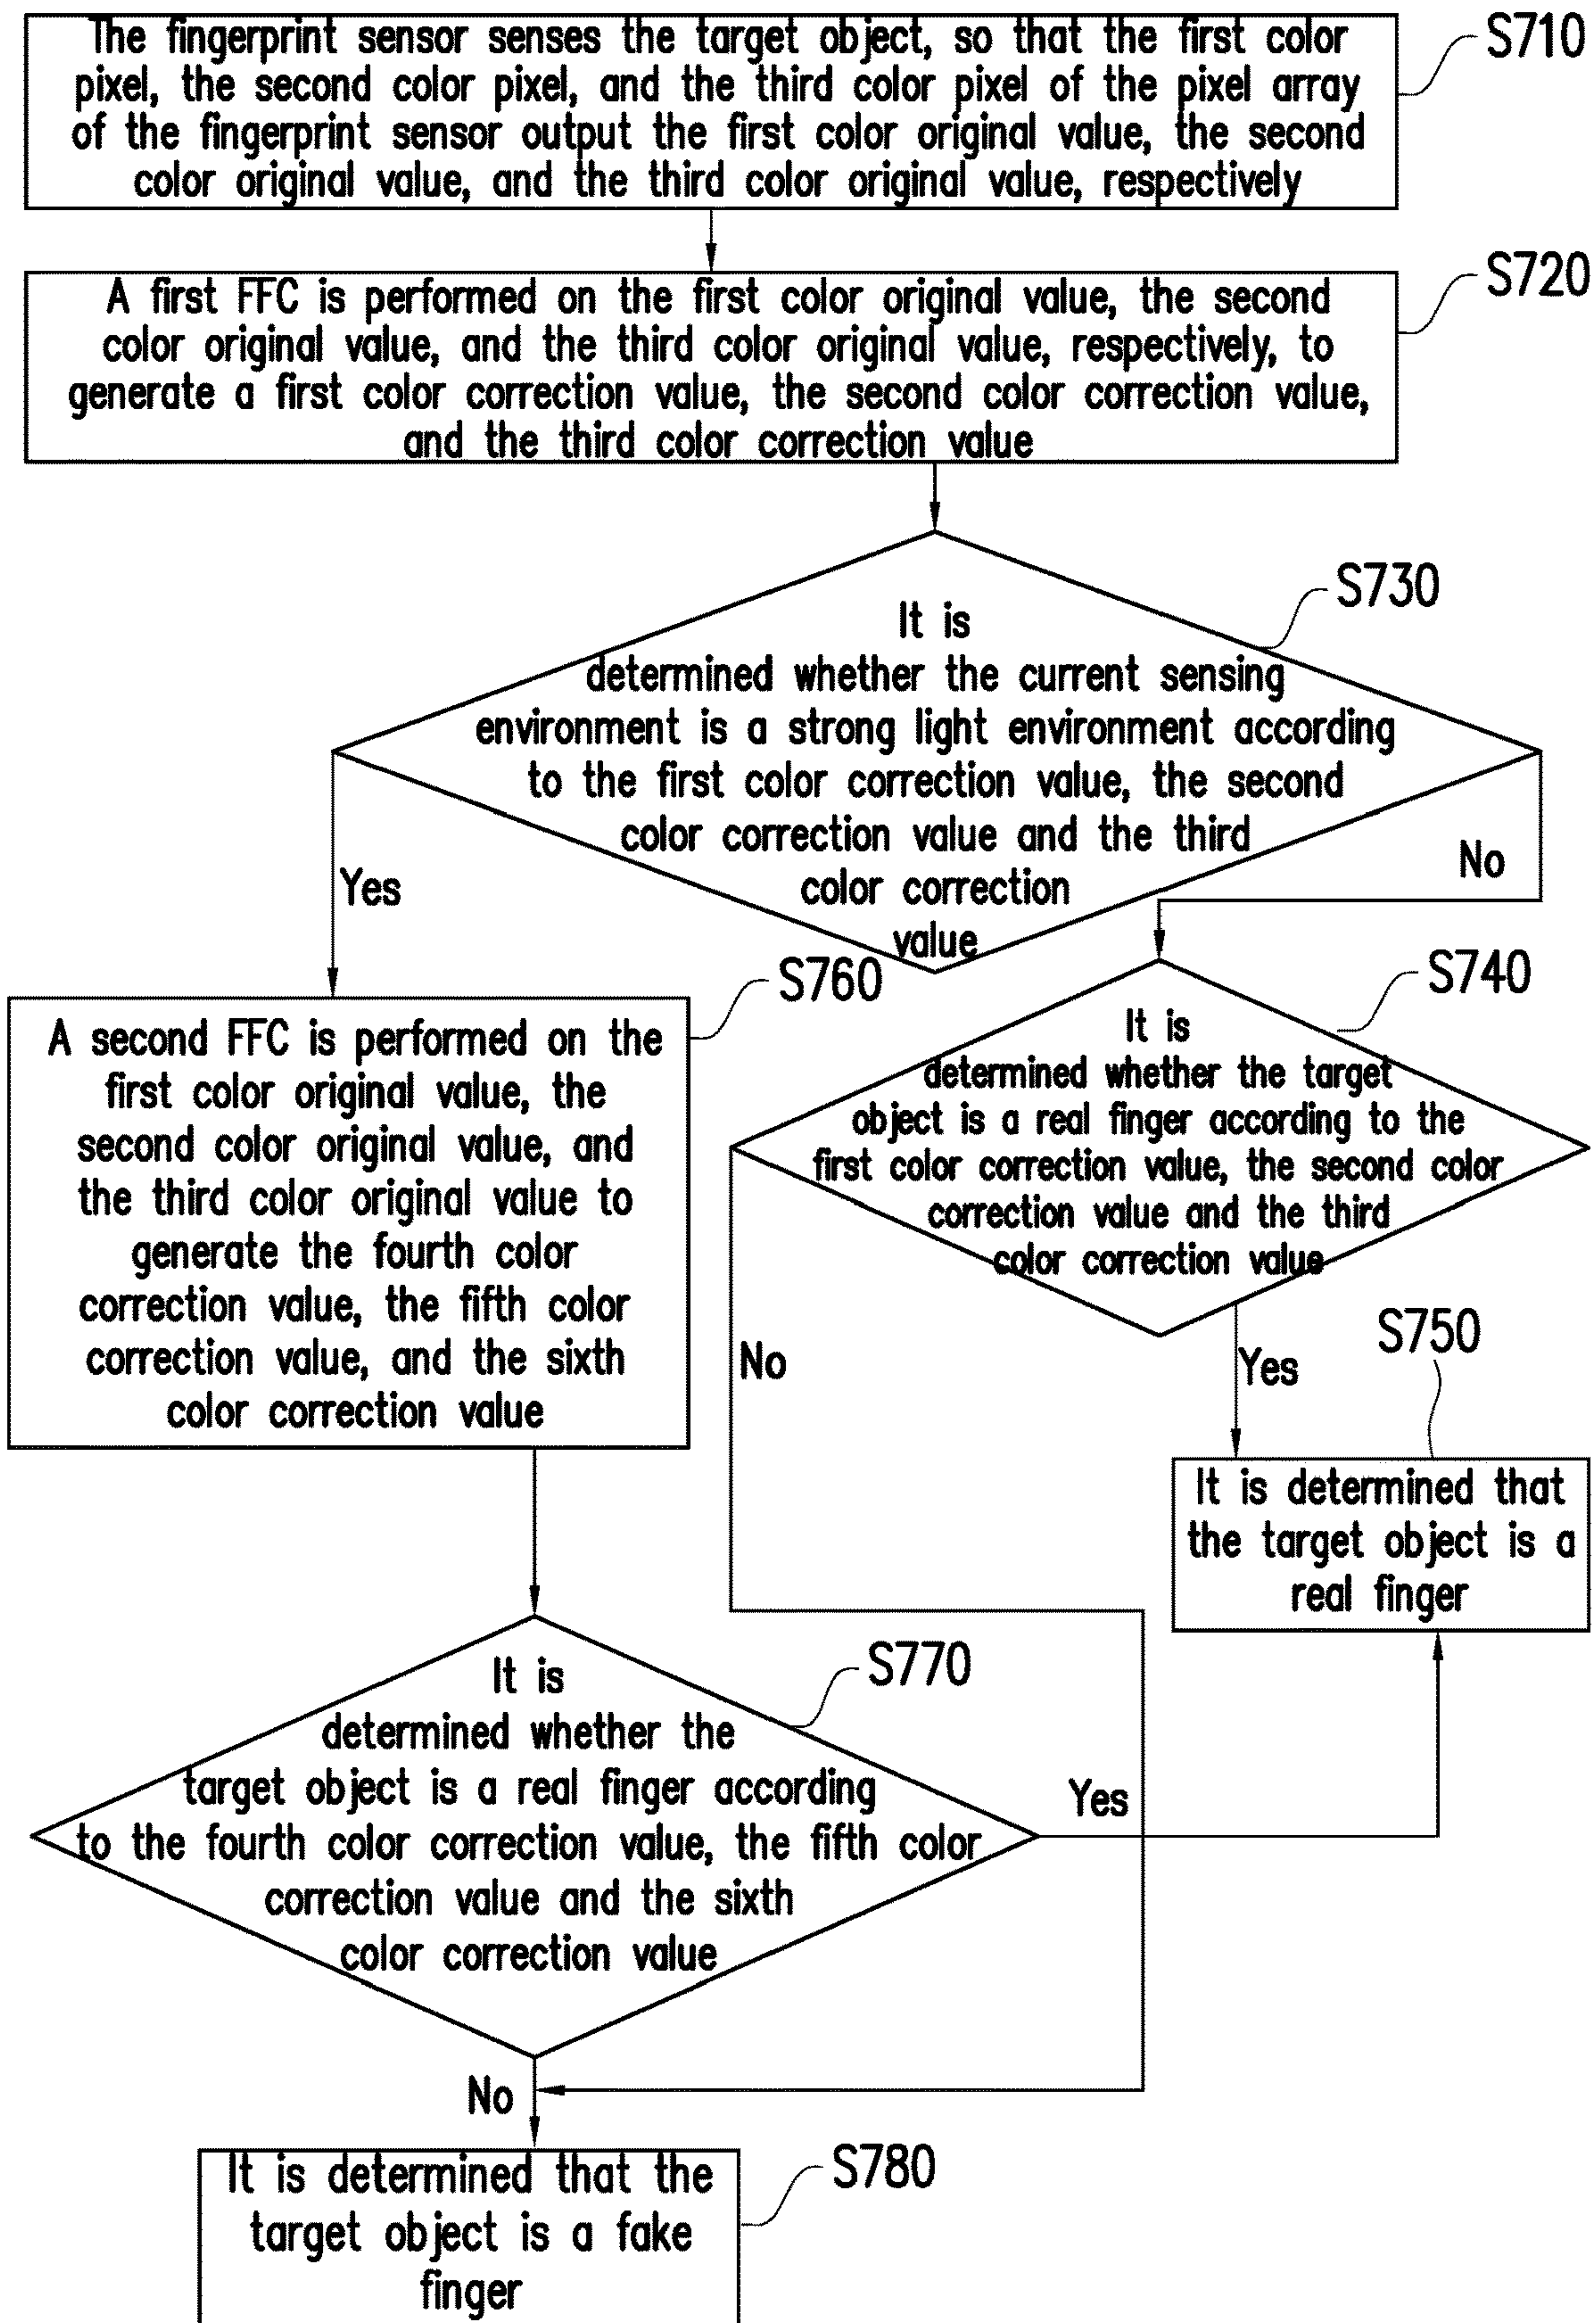 The fingerprint sensor senses the target object, so that the first color
pixel, the second color pixel, and the third color pixel of the pixel array
of the fingerprint sensor output the first color original value, the second
color original value, and the third color original value, respectively
S710
A first FFC is performed on the first color original value, the second
color original value, and the third color original value, respectively, to
generate a first color correction value, the second color correction value,
and the third color correction value
S720
It is
determined whether the current sensing
environment is a strong light environment according
to the first color correction value, the second
color correction value and the third
color correction
value
S730
Yes
No
A second FFC is performed on the
first color original value, the
second color original value, and
the third color original value to
generate the fourth color
correction value, the fifth color
correction value, and the sixth
color correction value
S760
It is
determined whether the target
object is a real finger according to the
first color correction value, the second color
correction value and the third
color correction value
S740
No
Yes
S750
It is determined that
the target object is a
real finger
It is
determined whether the
target object is a real finger according
to the fourth color correction value, the fifth color
correction value and the sixth
color correction value
S770
Yes
No
It is determined that the
target object is a fake
finger
S780